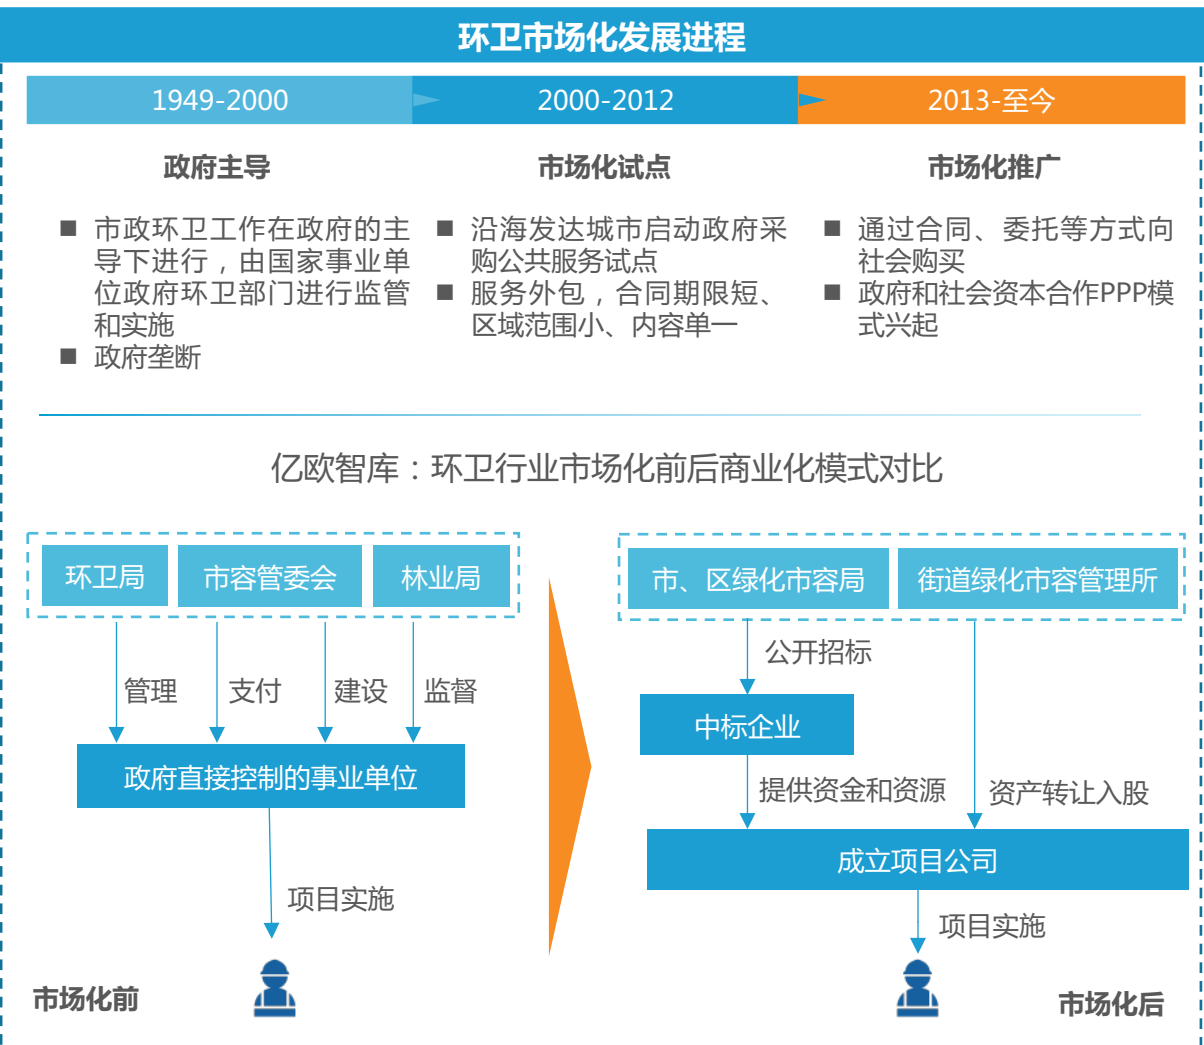 环卫市场化发展进程
1949-2000
2000-2012
2013-至今
政府主导
市政环卫工作在政府的主
导下进行，由国家事业单
位政府环卫部门进行监管
和实施
政府垄断
市场化试点
沿海发达城市启动政府采
购公共服务试点
服务外包，合同期限短、
区域范围小、内容单一
市场化推广
通过合同、委托等方式向
社会购买
政府和社会资本合作PPP模
式兴起
亿欧智库：环卫行业市场化前后商业化模式对比
环卫局
市容管委会
林业局
管理
支付
建设
监督
政府直接控制的事业单位
项目实施
市场化前
市、区绿化市容局
街道绿化市容管理所
公开招标
中标企业
提供资金和资源
资产转让入股
成立项目公司
项目实施
市场化后